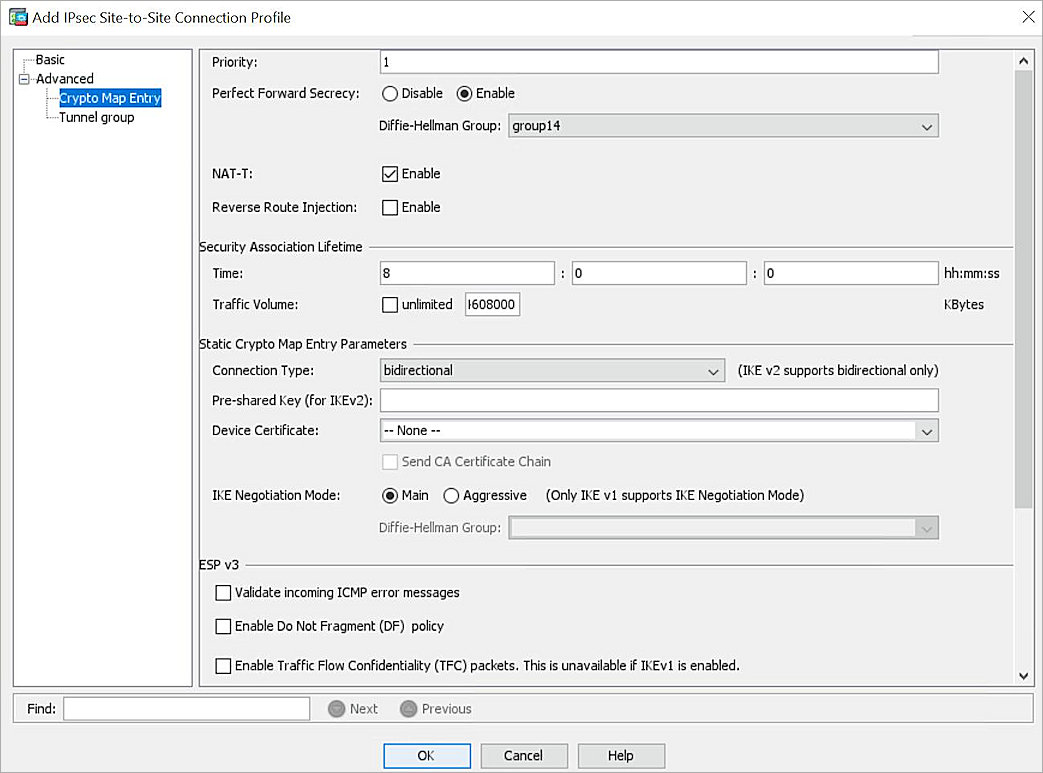 Add IPsec Site-to-Site Connection Profile
Basic
Advanced
Crypto Map Entry
Tunnel group
Priority: 1
Perfect Forward Secrecy: Disable Enable
Diffie-Hellman Group: group14
NAT-T: Enable
Reverse Route Injection: Enable
Security Association Lifetime
Time: 8 : 0 : 0 hh:mm:ss
Traffic Volume: unlimited 608000 KBytes
Static Crypto Map Entry Parameters
Connection Type: bidirectional (IKE v2 supports bidirectional only)
Pre-shared Key (for IKEv2):
Device Certificate: -- None --
Send CA Certificate Chain
IKE Negotiation Mode: Main Aggressive (Only IKE v1 supports IKE Negotiation Mode)
Diffie-Hellman Group:
ESP v3
Validate incoming ICMP error messages
Enable Do Not Fragment (DF) policy
Enable Traffic Flow Confidentiality (TFC) packets. This is unavailable if IKEv1 is enabled.
Find: Next Previous
OK Cancel Help